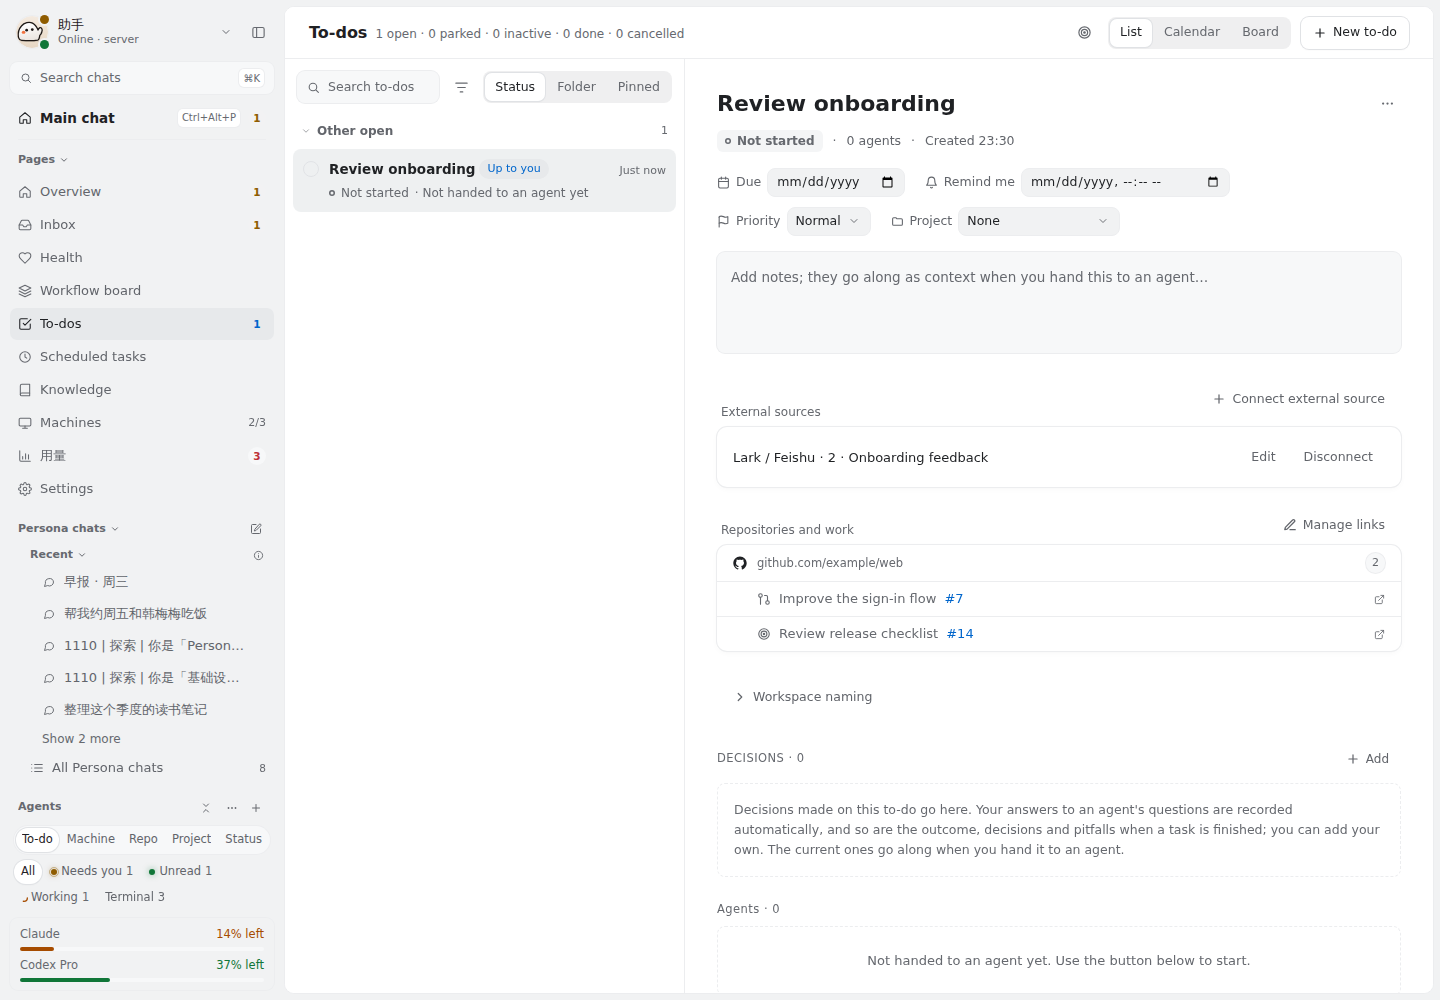 助手
Online · server
Search chats
⌘K
Main chat
Ctrl+Alt+P
1
Pages
Overview
1
Inbox
1
Health
Workflow board
To-dos
1
Scheduled tasks
Knowledge
Machines
2/3
用量
3
Settings
Persona chats
Recent
早报 · 周三
帮我约周五和韩梅梅吃饭
1110 | 探索 | 你是「Person...
1110 | 探索 | 你是「基础设...
整理这个季度的读书笔记
Show 2 more
All Persona chats
8
Agents
To-do Machine Repo Project Status
All Needs you 1 Unread 1
Working 1 Terminal 3
Claude 14% left
Codex Pro 37% left
To-dos 1 open · 0 parked · 0 inactive · 0 done · 0 cancelled
List Calendar Board
New to-do
Search to-dos
Status Folder Pinned
Other open
1
Review onboarding Up to you Just now
Not started · Not handed to an agent yet
Review onboarding
Not started · 0 agents · Created 23:30
Due mm/dd/yyyy Remind me mm/dd/yyyy, --:-- --
Priority Normal Project None
Add notes; they go along as context when you hand this to an agent...
Connect external source
External sources
Lark / Feishu · 2 · Onboarding feedback
Edit Disconnect
Manage links
Repositories and work
github.com/example/web
2
Improve the sign-in flow #7
Review release checklist #14
Workspace naming
DECISIONS · 0
Add
Decisions made on this to-do go here. Your answers to an agent's questions are recorded
automatically, and so are the outcome, decisions and pitfalls when a task is finished; you can add your
own. The current ones go along when you hand it to an agent.
Agents · 0
Not handed to an agent yet. Use the button below to start.